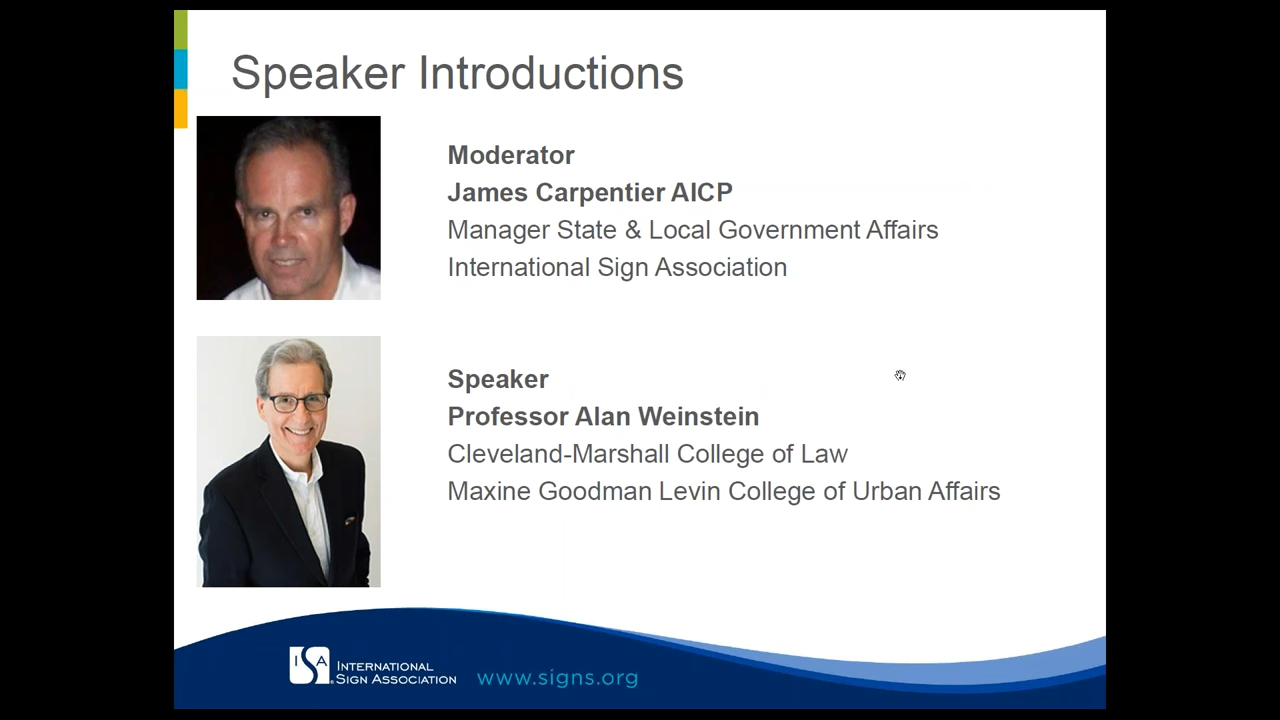 Speaker Introductions
Moderator
James Carpentier AICP
Manager State & Local Government Affairs
International Sign Association
Speaker
Professor Alan Weinstein
Cleveland-Marshall College of Law
Maxine Goodman Levin College of Urban Affairs
ISA
INTERNATIONAL
SIGN ASSOCIATION
www.signs.org